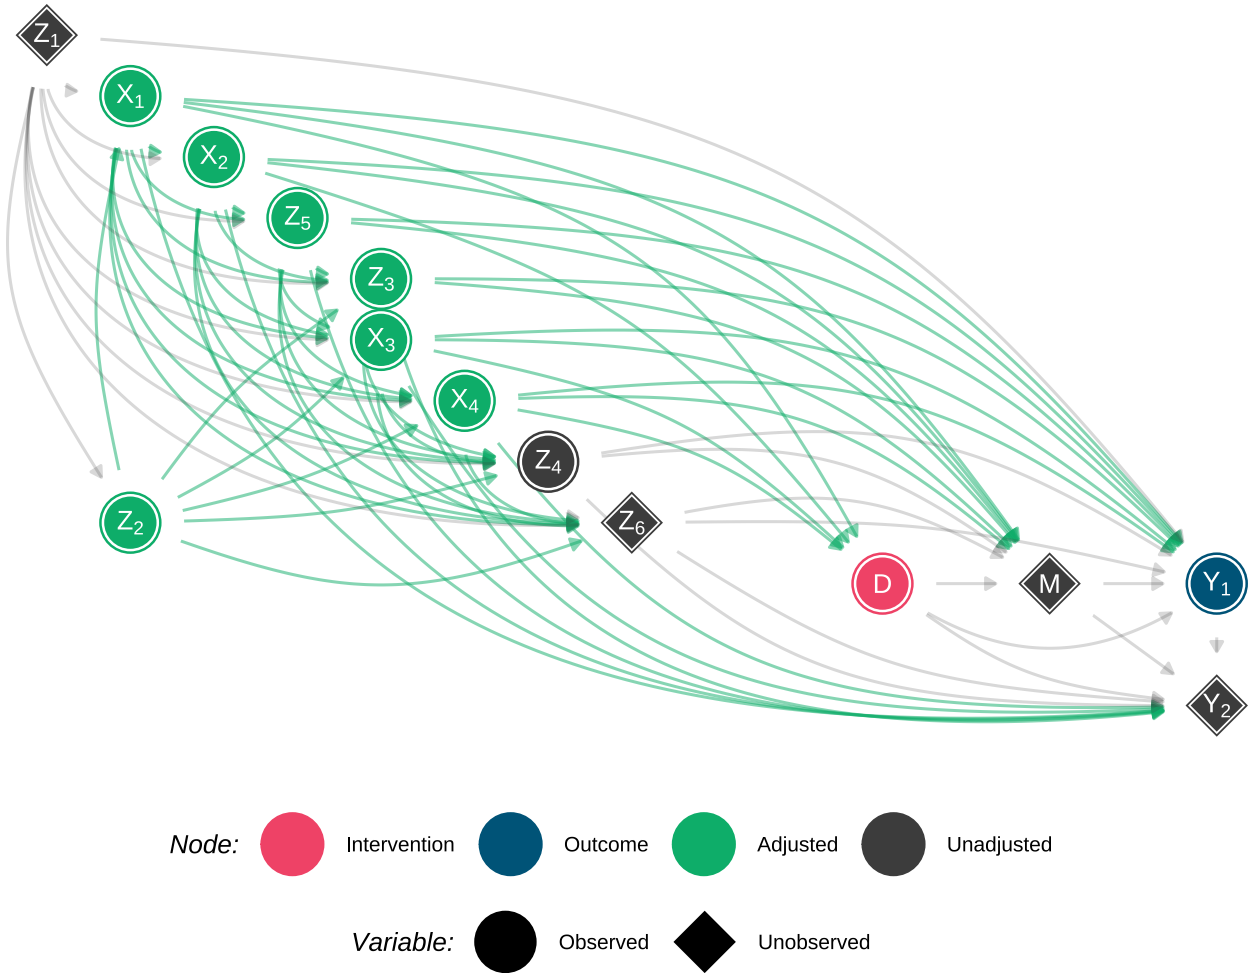 Z1
X1
X2
Z5
Z3
X3
X4
Z4
Z2
Z6
D
M
Y1
Y2
Node: Intervention Outcome Adjusted Unadjusted
Variable: Observed Unobserved